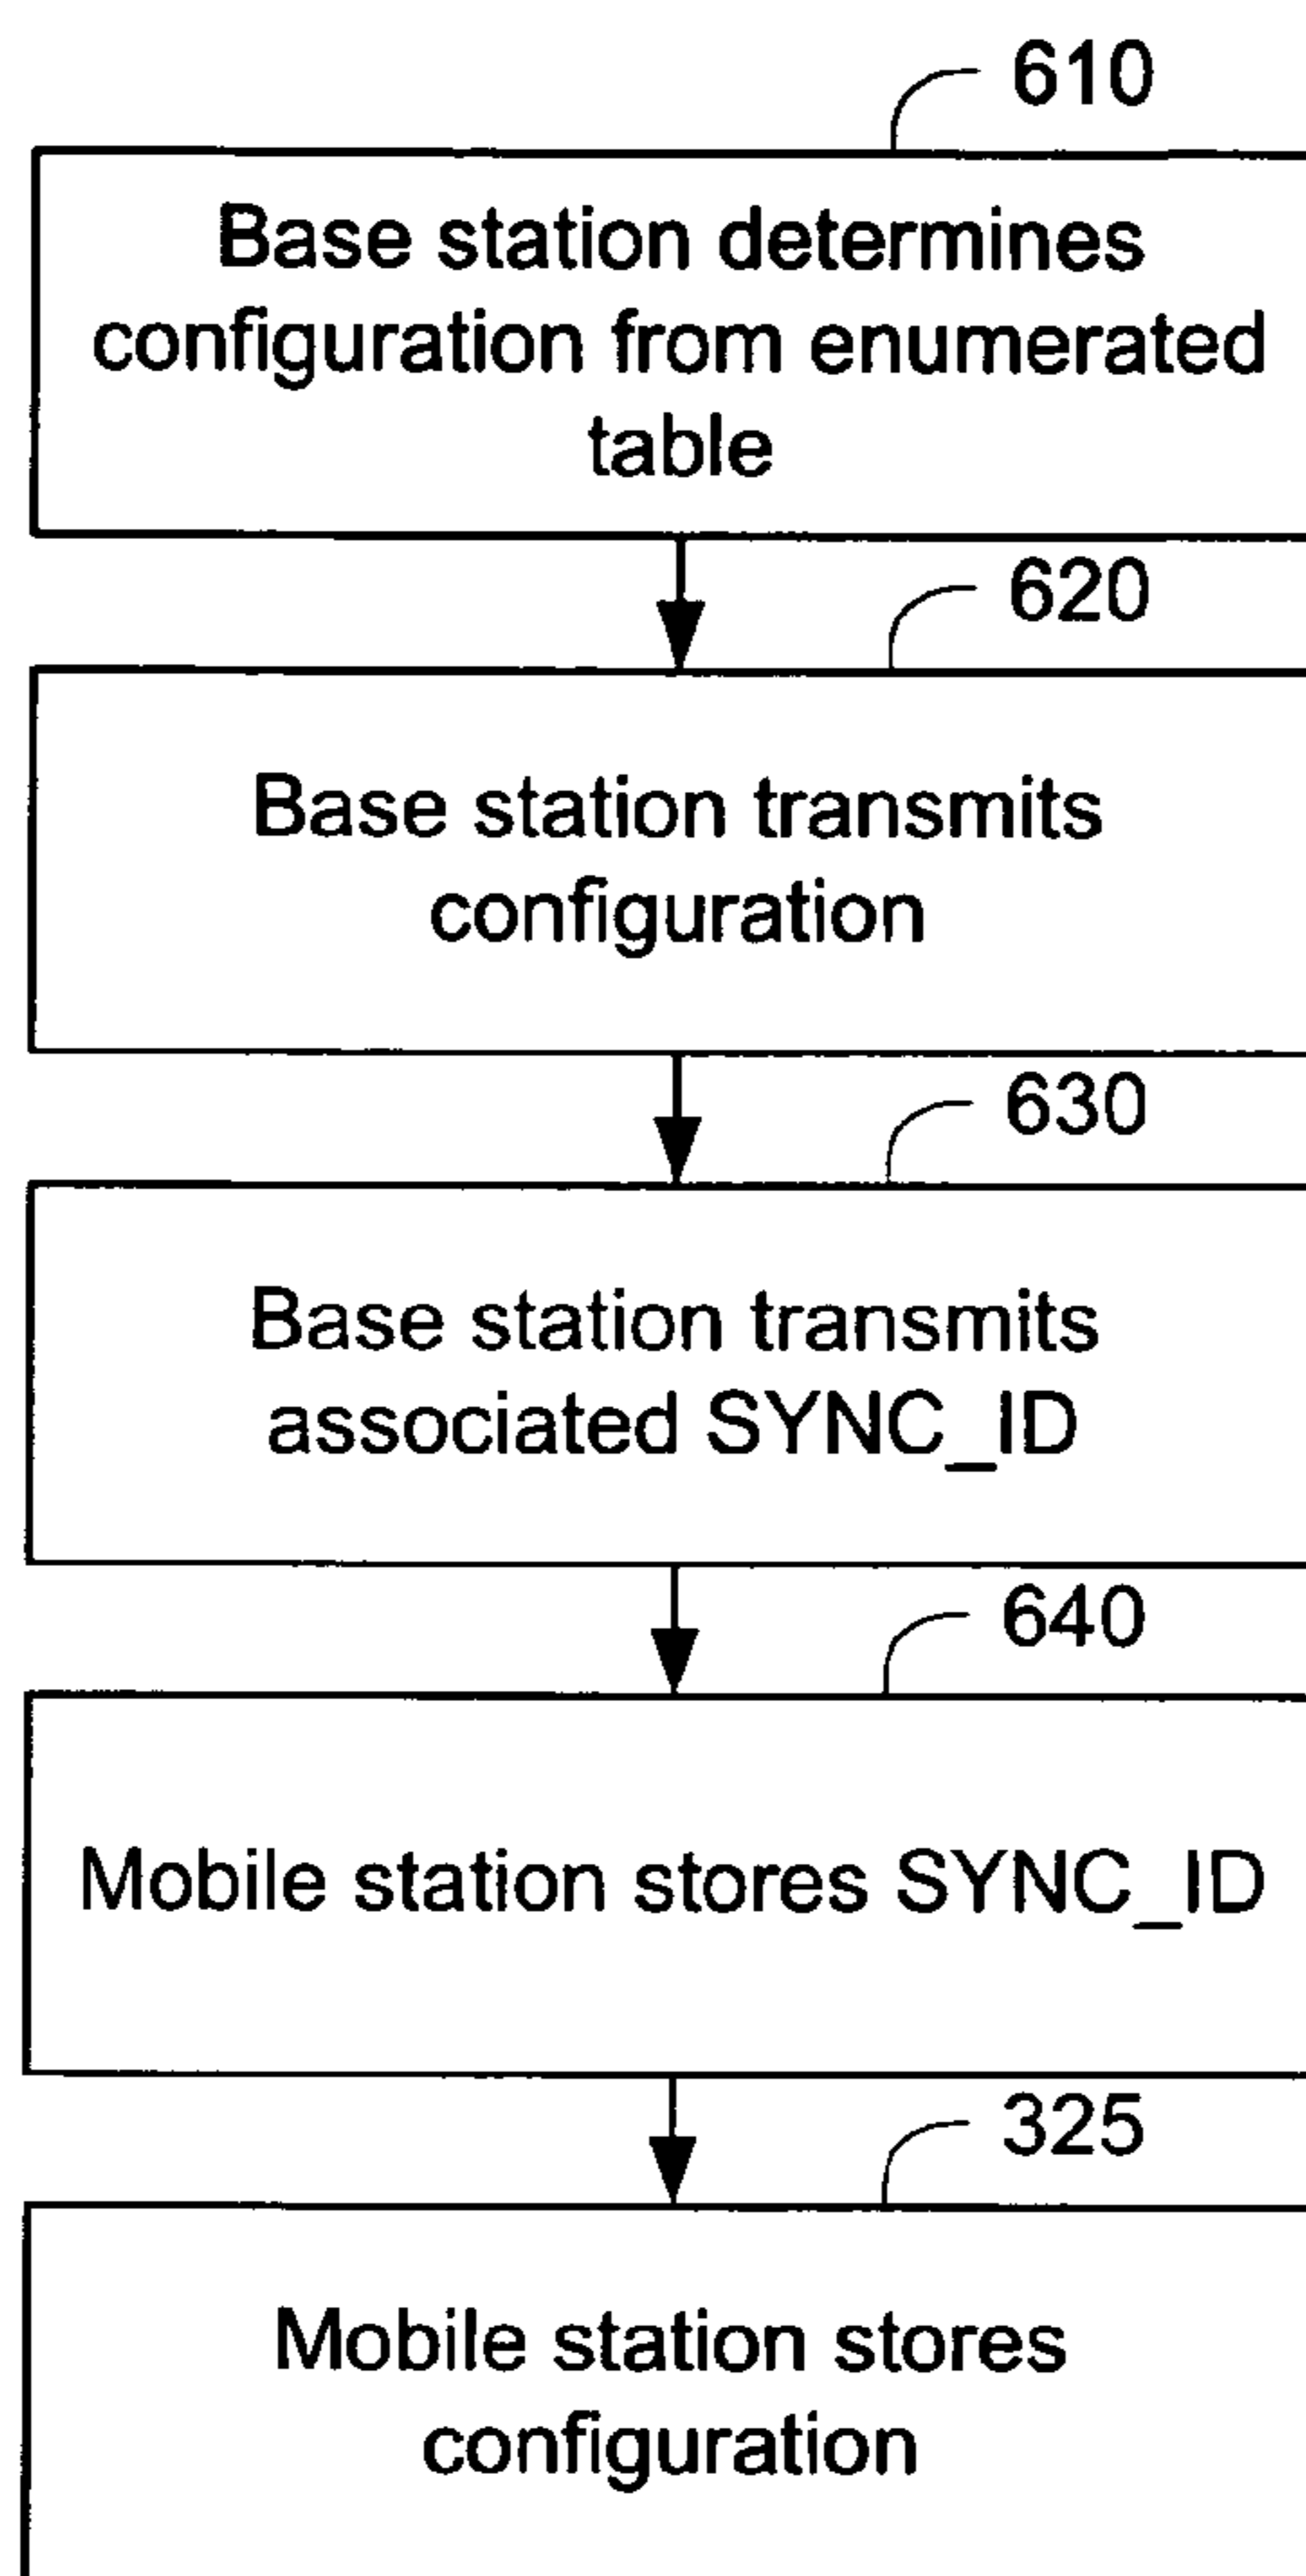 610
Base station determines
configuration from enumerated
table
620
Base station transmits
configuration
630
Base station transmits
associated SYNC_ID
640
Mobile station stores SYNC_ID
325
Mobile station stores
configuration